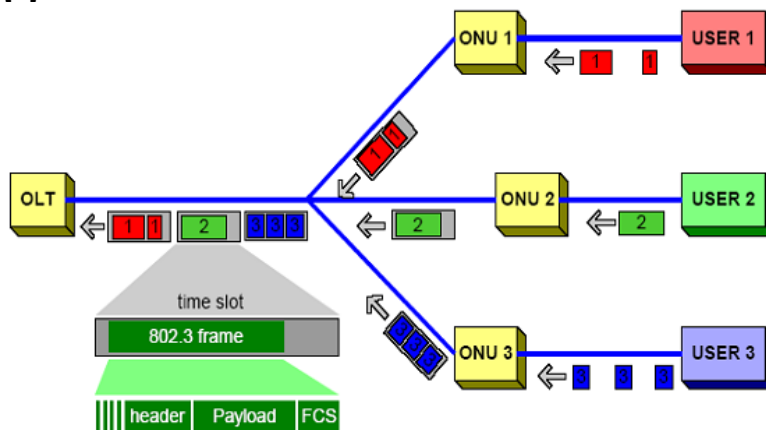 ONU 1
USER 1
1
1
1
1
OLT
ONU 2
USER 2
1
1
2
3
3
3
2
2
time slot
802.3 frame
3
3
3
ONU 3
USER 3
3
3
3
header
Payload
FCS